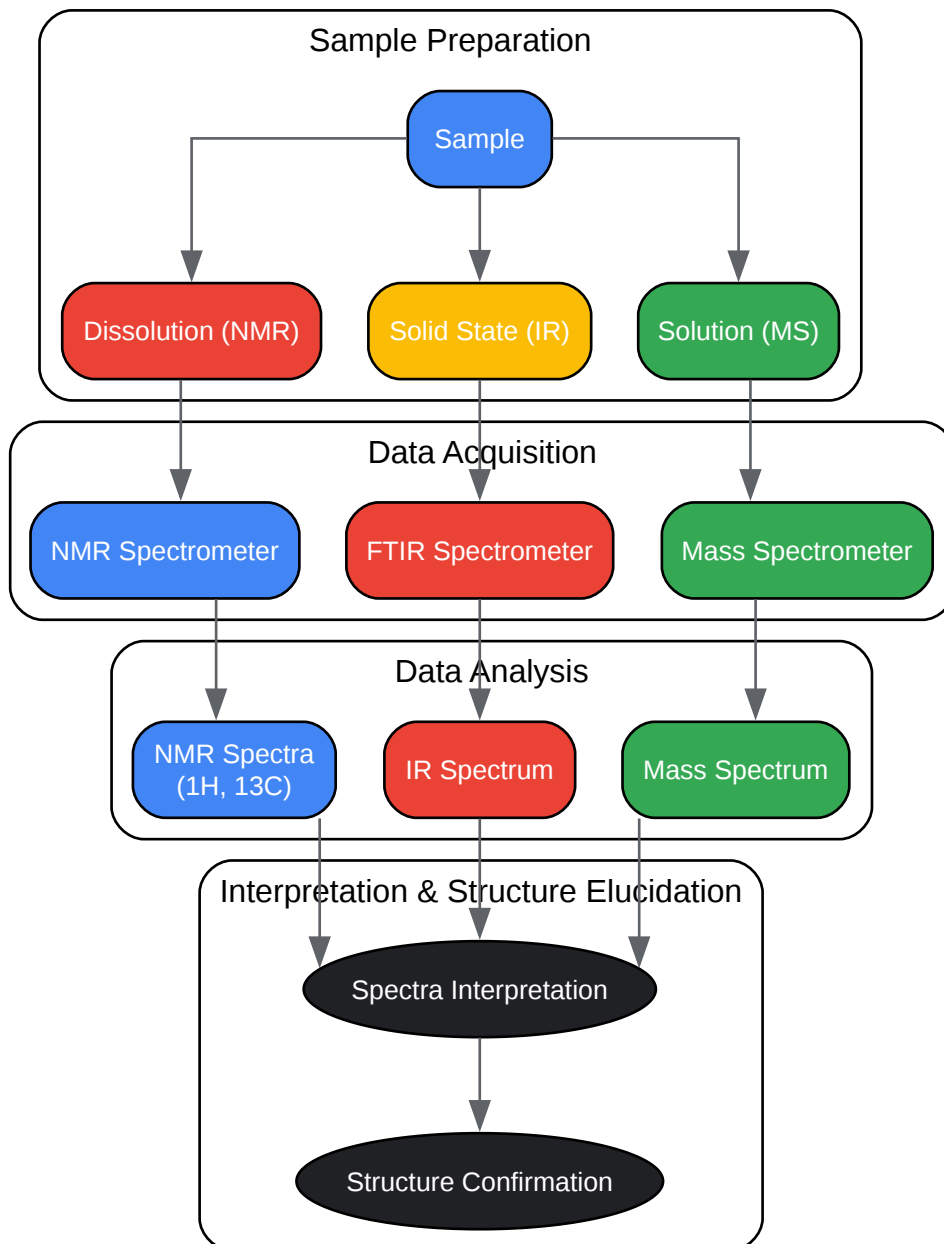 Sample Preparation
Sample
Dissolution (NMR)
Solid State (IR)
Solution (MS)
Data Acquisition
NMR Spectrometer
FTIR Spectrometer
Mass Spectrometer
Data Analysis
NMR Spectra
(1H, 13C)
IR Spectrum
Mass Spectrum
Interpretation & Structure Elucidation
Spectra Interpretation
Structure Confirmation